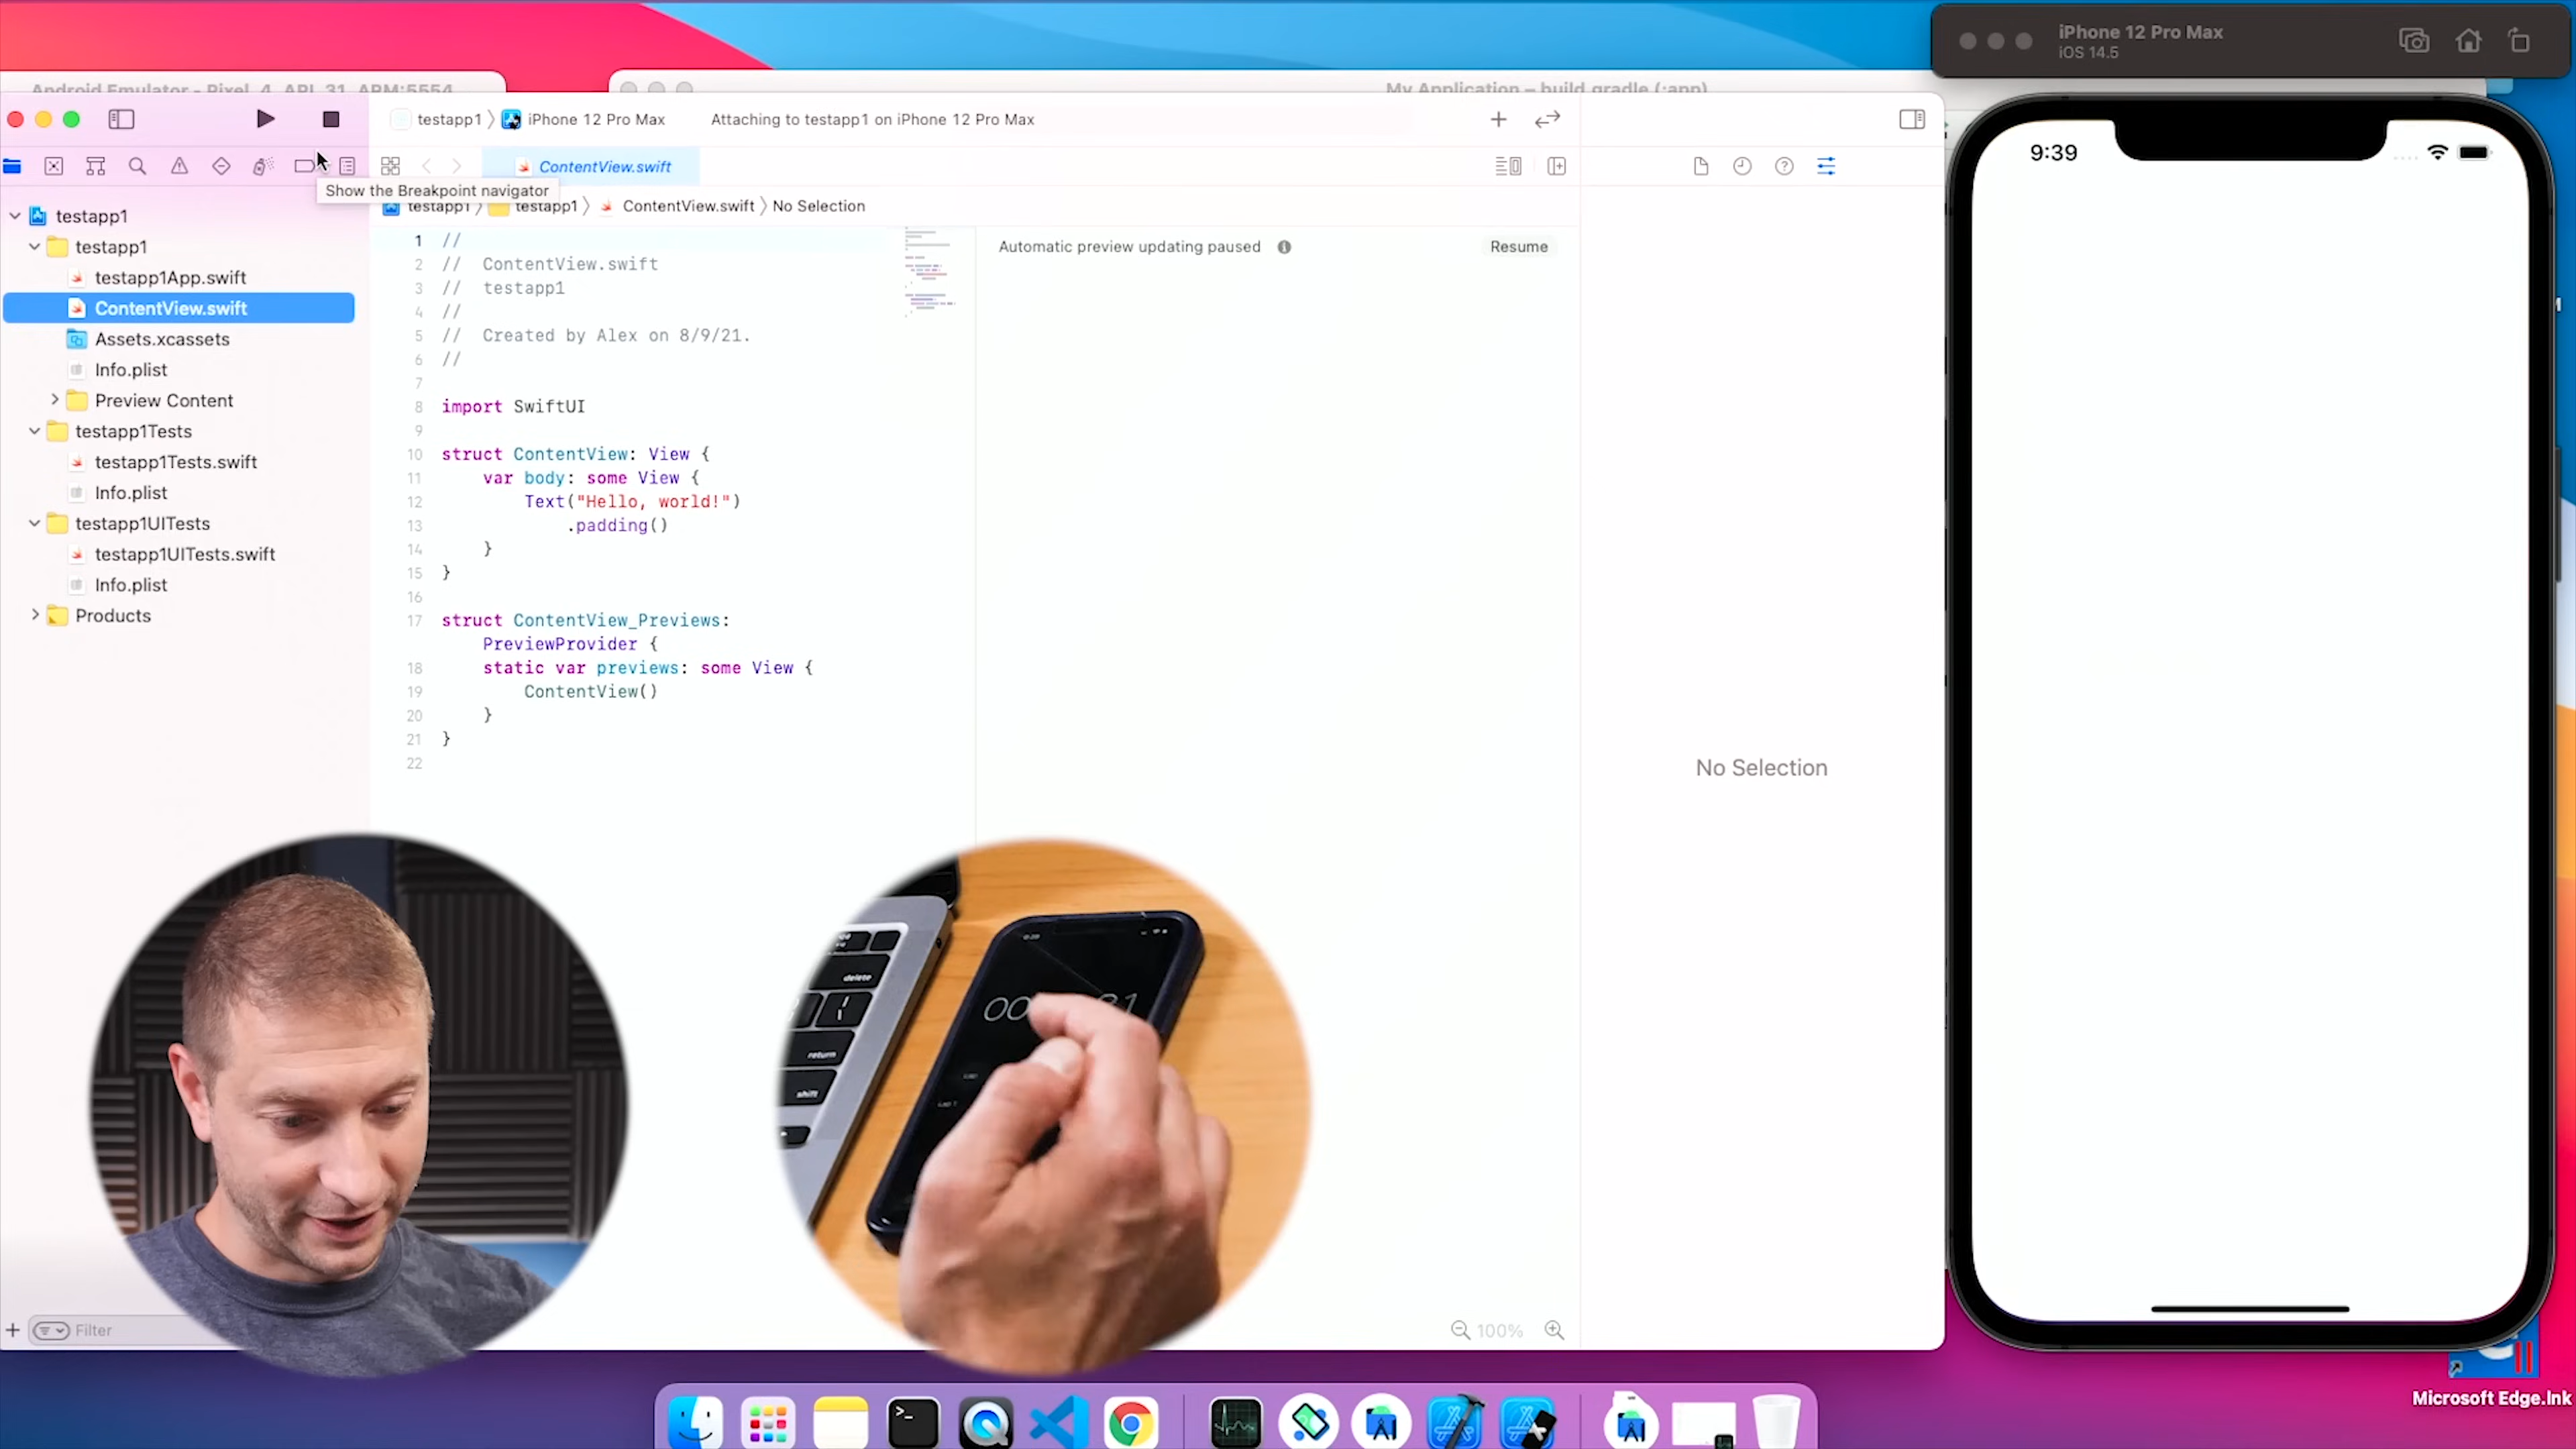 iPhone 12 Pro Max
iOS 14.5
Android Emulator - Pixel_4_API_31_ARM:5554
My Application – build.gradle (:app)
testapp1
iPhone 12 Pro Max
Attaching to testapp1 on iPhone 12 Pro Max
ContentView.swift
Show the Breakpoint navigator
testapp1
testapp1
ContentView.swift
No Selection
testapp1
testapp1
testapp1App.swift
ContentView.swift
Assets.xcassets
Info.plist
Preview Content
testapp1Tests
testapp1Tests.swift
Info.plist
testapp1UITests
testapp1UITests.swift
Info.plist
Products
Filter
1 //
2 // ContentView.swift
3 // testapp1
4 //
5 // Created by Alex on 8/9/21.
6 //
7
8 import SwiftUI
9
10 struct ContentView: View {
11 var body: some View {
12 Text("Hello, world!")
13 .padding()
14 }
15 }
16
17 struct ContentView_Previews:
PreviewProvider {
18 static var previews: some View {
19 ContentView()
20 }
21 }
22
Automatic preview updating paused
Resume
No Selection
100%
9:39
delete
return
shift
Microsoft Edge.lnk